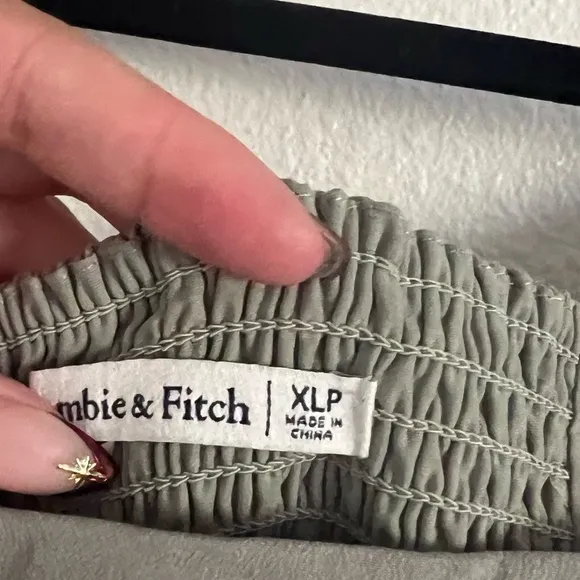 mbie & Fitch
XLP
MADE IN
CHINA